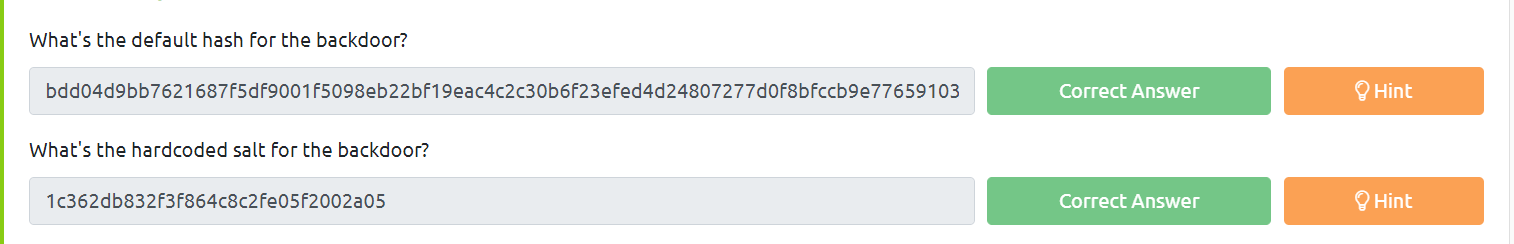 What's the default hash for the backdoor?
bdd04d9bb7621687f5df9001f5098eb22bf19eac4c2c30b6f23efed4d24807277d0f8bfccb9e77659103 Correct Answer Hint
What's the hardcoded salt for the backdoor?
1c362db832f3f864c8c2fe05f2002a05 Correct Answer Hint